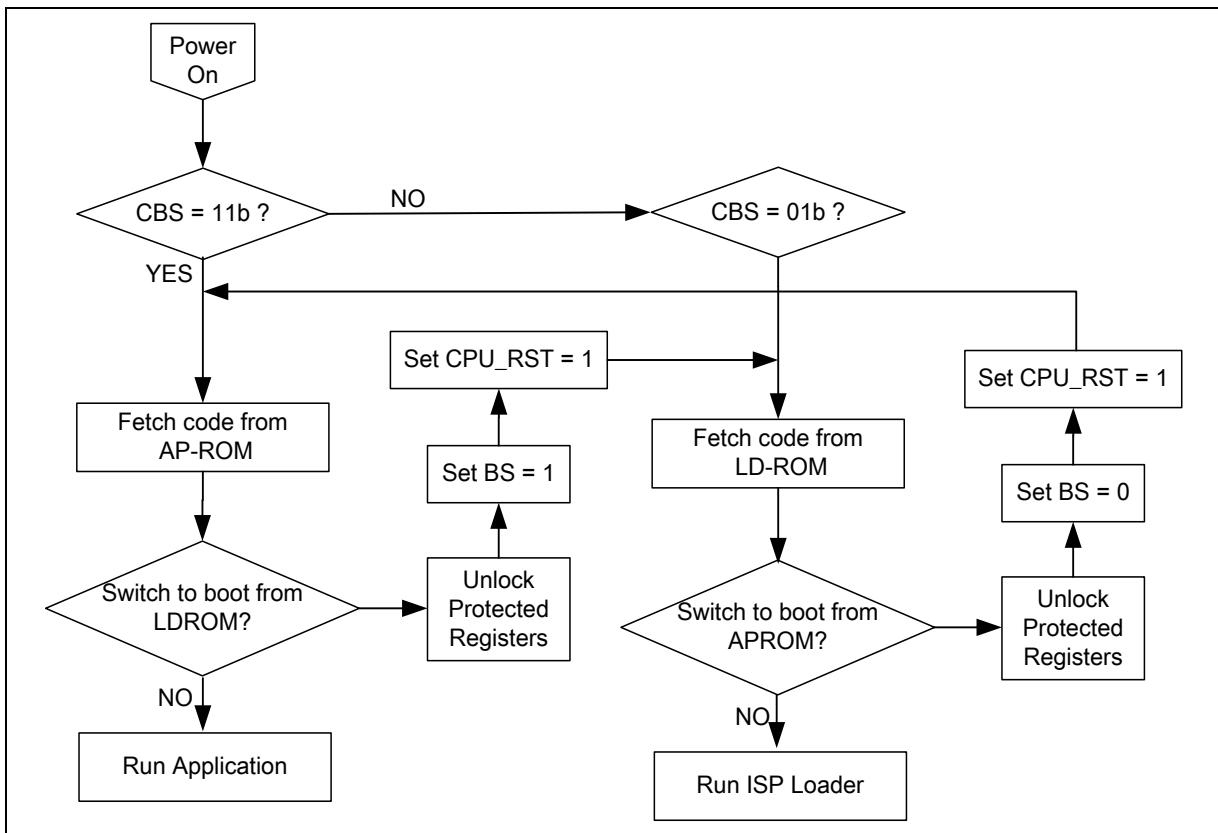 Power
On
CBS = 11b ?
NO
CBS = 01b ?
YES
Set CPU_RST = 1
Set CPU_RST = 1
Fetch code from
AP-ROM
Set BS = 1
Fetch code from
LD-ROM
Set BS = 0
Switch to boot from
LDROM?
Unlock
Protected
Registers
Switch to boot from
APROM?
Unlock
Protected
Registers
NO
Run Application
NO
Run ISP Loader